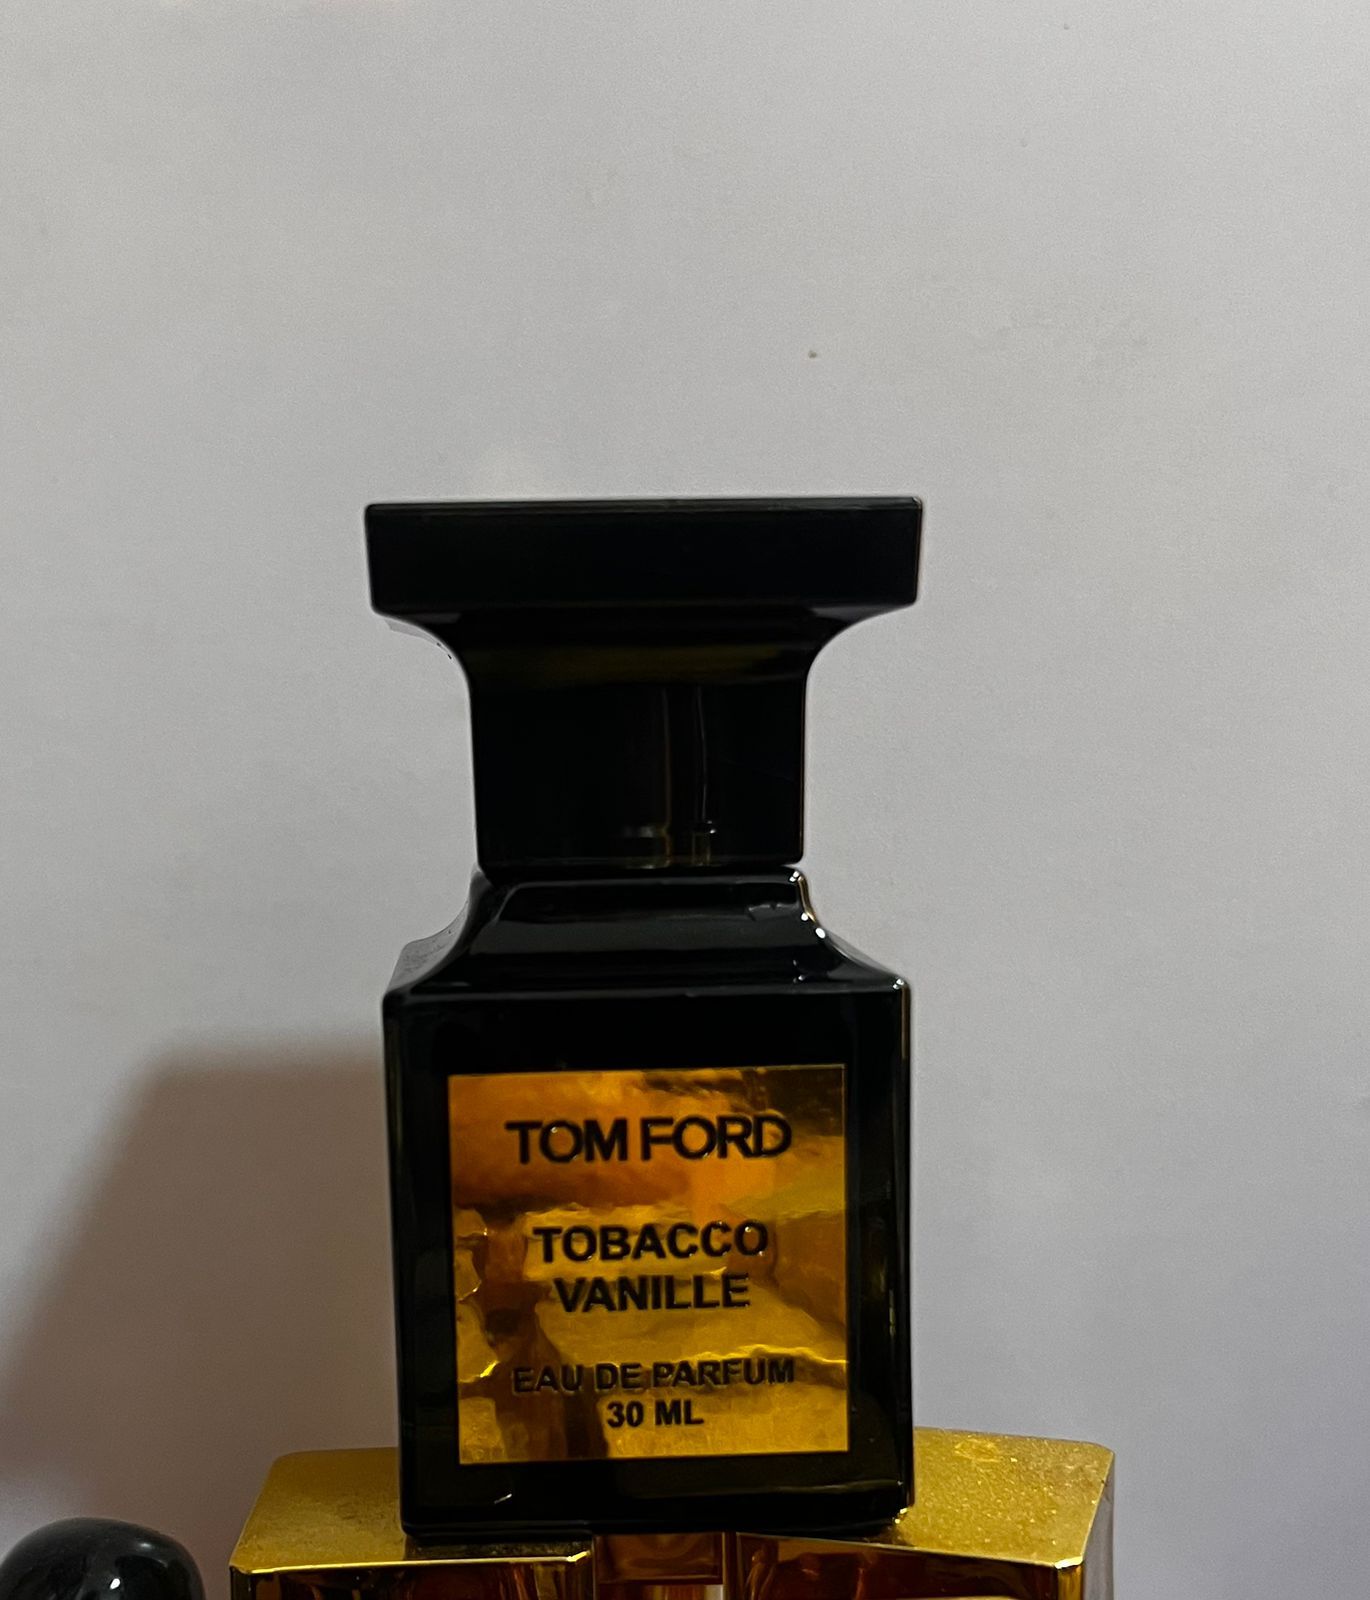 TOM FORD
TOBACCO
VANILLE
EAU DE PARFUM
30 ML